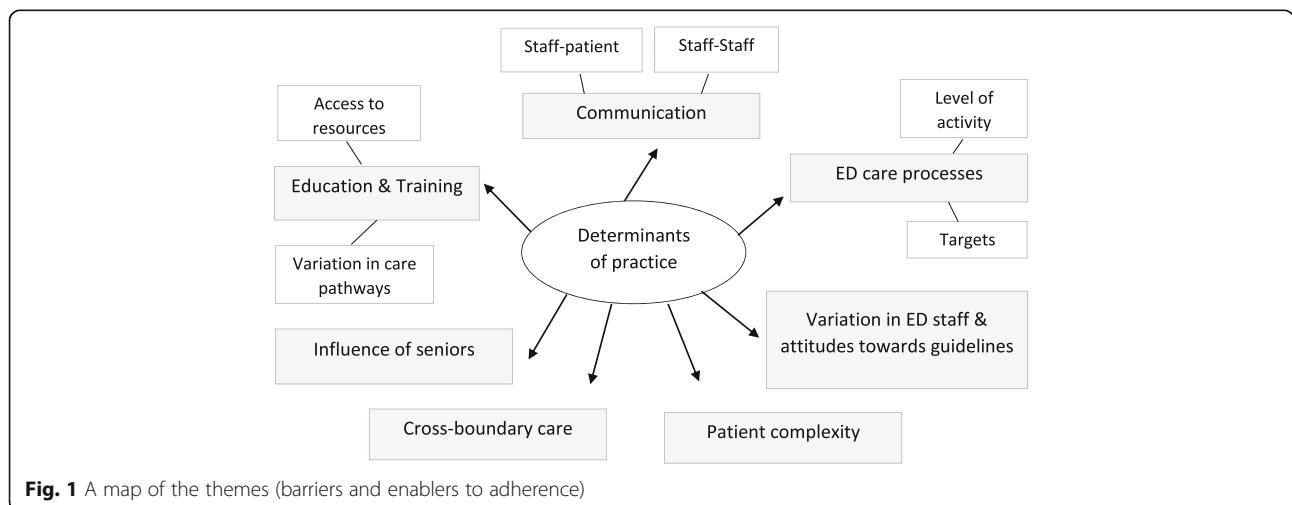 Staff-patient
Staff-Staff
Communication
Access to
resources
Education & Training
Variation in care
pathways
Level of
activity
ED care processes
Targets
Determinants
of practice
Variation in ED staff &
attitudes towards guidelines
Influence of seniors
Cross-boundary care
Patient complexity
Fig. 1 A map of the themes (barriers and enablers to adherence)